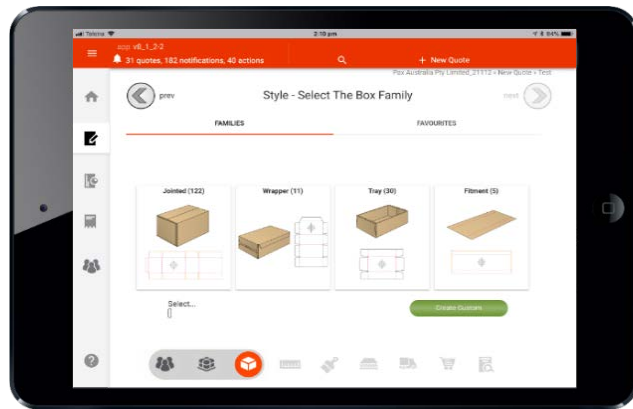 Telstra 2:10 pm 94%
app v8_1_2-2
31 quotes, 182 notifications, 40 actions + New Quote
Pax Australia Pty Limited_21112 » New Quote » Test
prev Style - Select The Box Family next
FAMILIES FAVOURITES
Jointed (122) Wrapper (11) Tray (30) Fitment (5)
Select... Create Custom